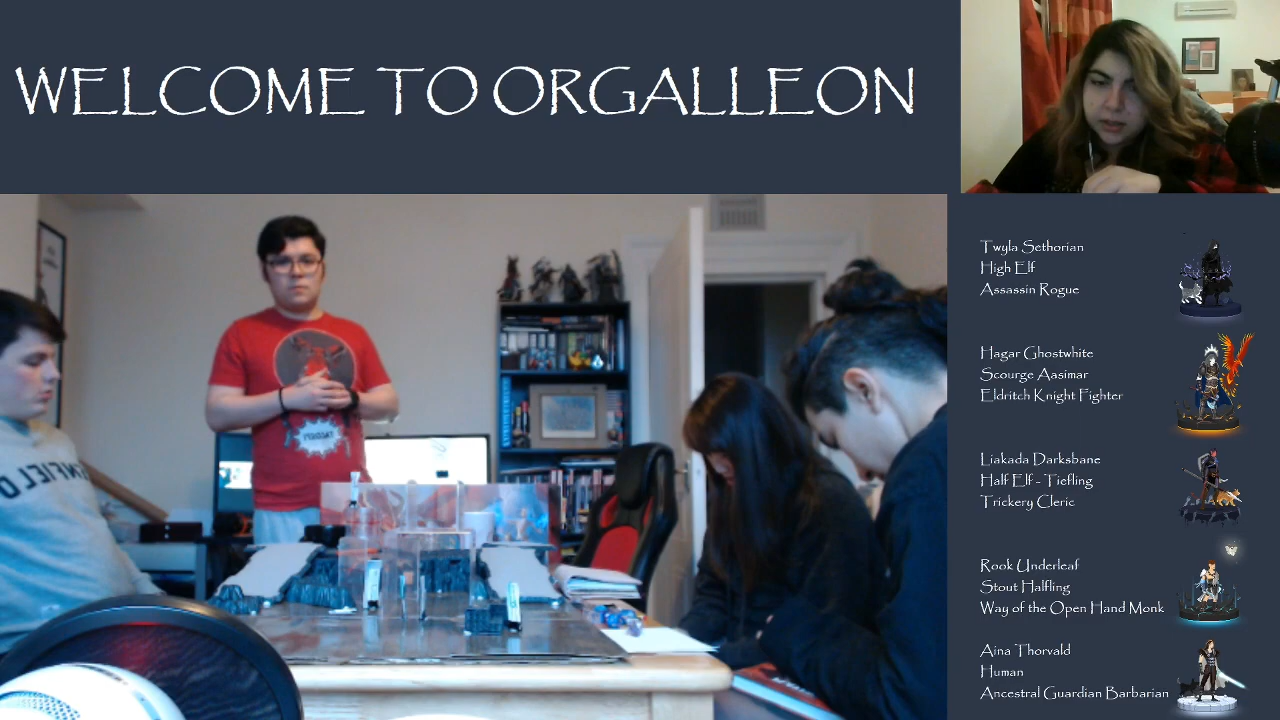 WELCOME TO ORGALLEON
Twyla Sethorian
High Elf
Assassin Rogue
Hagar Ghostwhite
Scourge Aasimar
Eldritch Knight Fighter
Liakada Darksbane
Half Elf - Tiefling
Trickery Cleric
Rook Underleaf
Stout Halfling
Way of the Open Hand Monk
Aina Thorvald
Human
Ancestral Guardian Barbarian